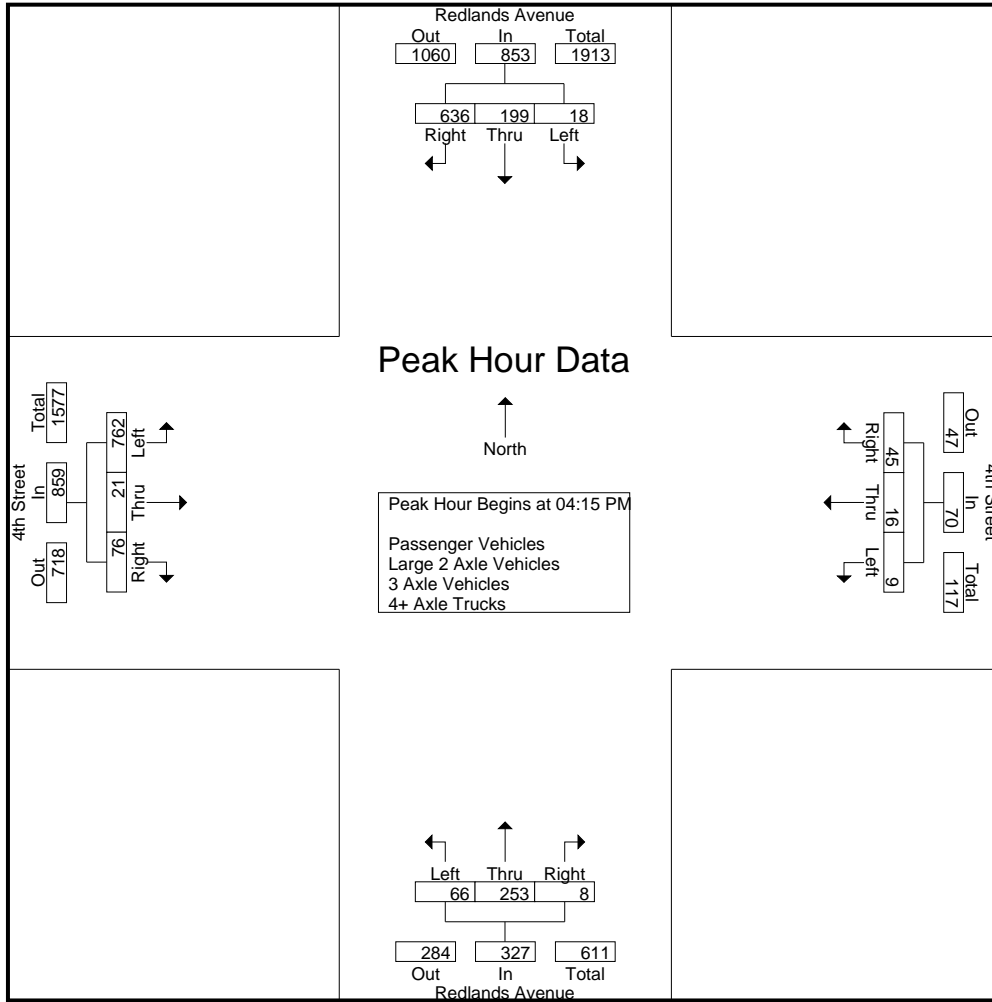 Redlands Avenue
Out In Total
1060 853 1913
636 199 18
Right Thru Left
Peak Hour Data
North
Peak Hour Begins at 04:15 PM
Passenger Vehicles
Large 2 Axle Vehicles
3 Axle Vehicles
4+ Axle Trucks
4th Street
Total In Out
1577 859 718
762 21 76
Left Thru Right
Right Thru Left
45 16 9
Out In Total
47 70 117
4th Street
Left Thru Right
66 253 8
284 327 611
Out In Total
Redlands Avenue